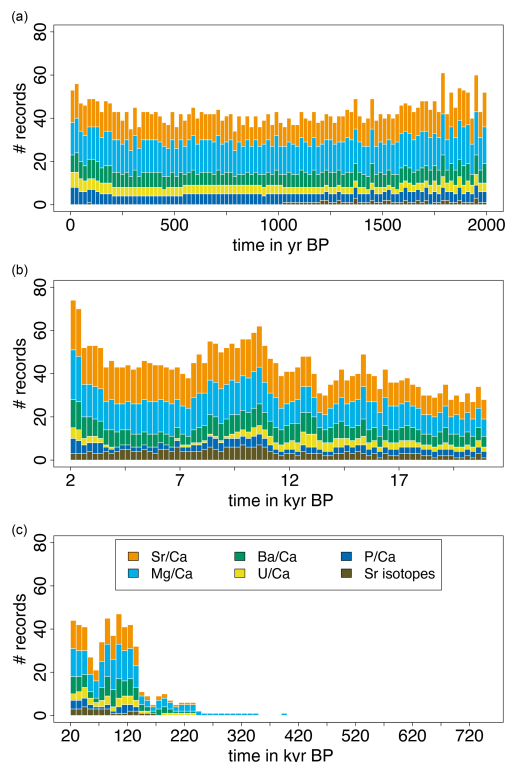 (a)
80
60
40
20
0
# records
0 500 1000 1500 2000
time in yr BP
(b)
80
60
40
20
0
# records
2 7 12 17
time in kyr BP
(c)
80
60
40
20
0
# records
Sr/Ca Ba/Ca P/Ca
Mg/Ca U/Ca Sr isotopes
20 120 220 320 420 520 620 720
time in kyr BP